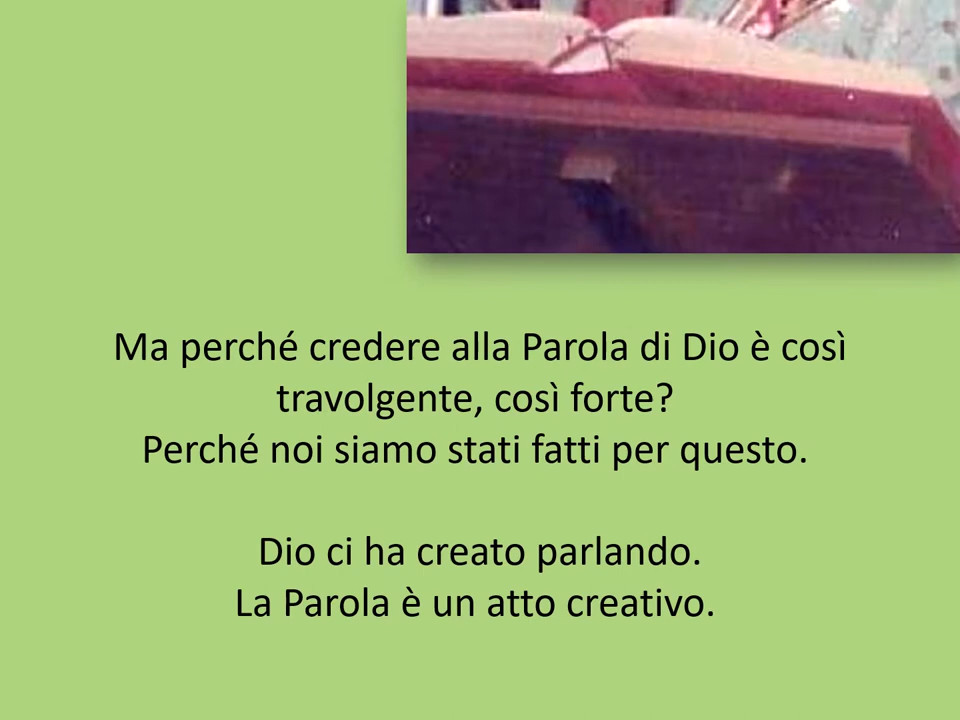 Ma perché credere alla Parola di Dio è così
travolgente, così forte?
Perché noi siamo stati fatti per questo.
Dio ci ha creato parlando.
La Parola è un atto creativo.